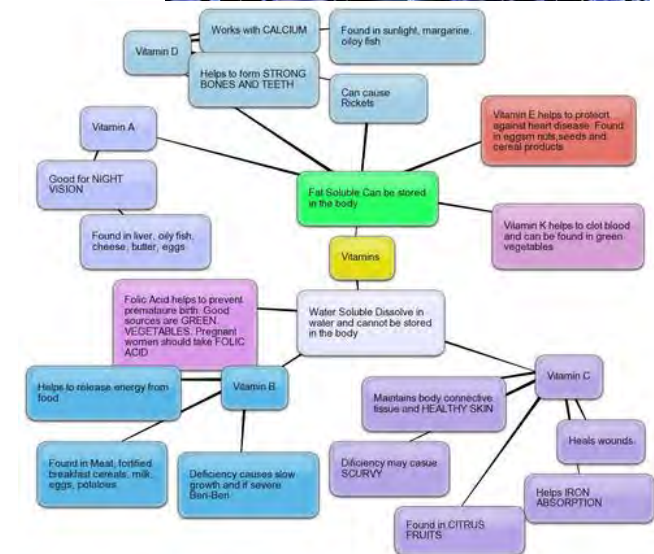 Works with CALCIUM
Found in sunlight, margarine,
oiloy fish
Vitamin D
Helps to form STRONG
BONES AND TEETH
Can cause
Rickets
Vitamin A
Vitamin E helps to proteort
against heart disease. Found
in eggsm nuts,seeds and
cereal products
Good for NIGHT
VISION
Fat Soluble Can be stored
in the body
Found in liver, oily fish,
cheese, butter, eggs
Vitamin K helps to clot blood
and can be found in green
vegetables
Vitamins
Folic Acid helps to prevent
premataure birth. Good
sources are GREEN
VEGETABLES. Pregnant
women should take FOLIC
ACID
Water Soluble Dissolve in
water and cannot be stored
in the body
Helps to release energy from
food
Vitamin B
Vitamin C
Maintains body connective
tissue and HEALTHY SKIN
Heals wounds
Found in Meat, fortified
breakfast cereals, milk,
eggs, potatoes
Deficiency causes slow
growth and if severe
Beri-Beri
Dificiency may casue
SCURVY
Helps IRON
ABSORPTION
Found in CITRUS
FRUITS